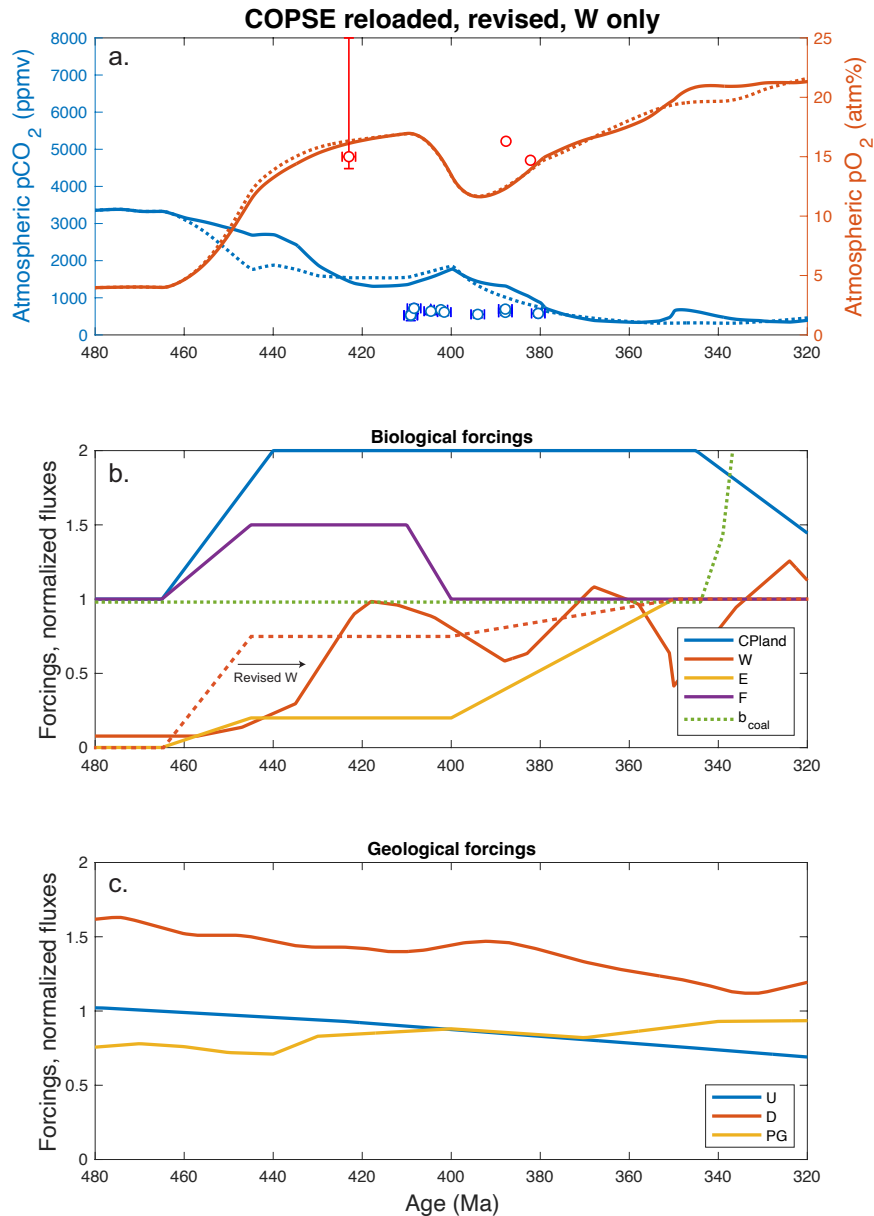 COPSE reloaded, revised, W only
a.
Atmospheric pCO2 (ppmv)
8000
7000
6000
5000
4000
3000
2000
1000
0
Atmospheric pO2 (atm%)
25
20
15
10
5
0
480 460 440 420 400 380 360 340 320
Biological forcings
b.
Forcings, normalized fluxes
2
1.5
1
0.5
0
Revised W
CPland
W
E
F
b_coal
480 460 440 420 400 380 360 340 320
Geological forcings
c.
Forcings, normalized fluxes
2
1.5
1
0.5
0
U
D
PG
480 460 440 420 400 380 360 340 320
Age (Ma)